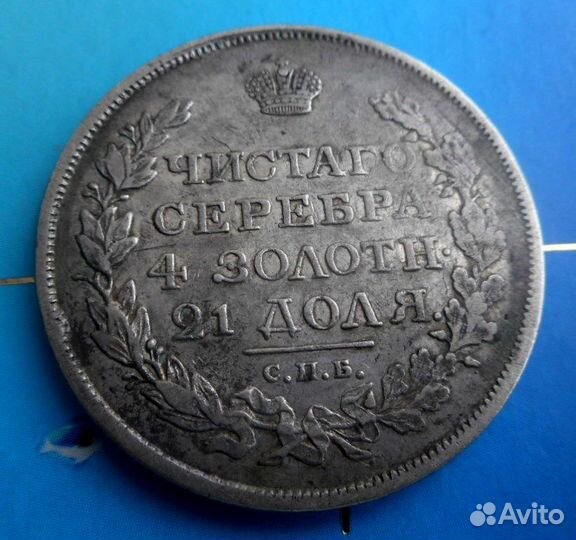 ЧИСТАГО
СЕРЕБРА
4 ЗОЛОТН.
21 ДОЛЯ.
С.П.Б.
Avito